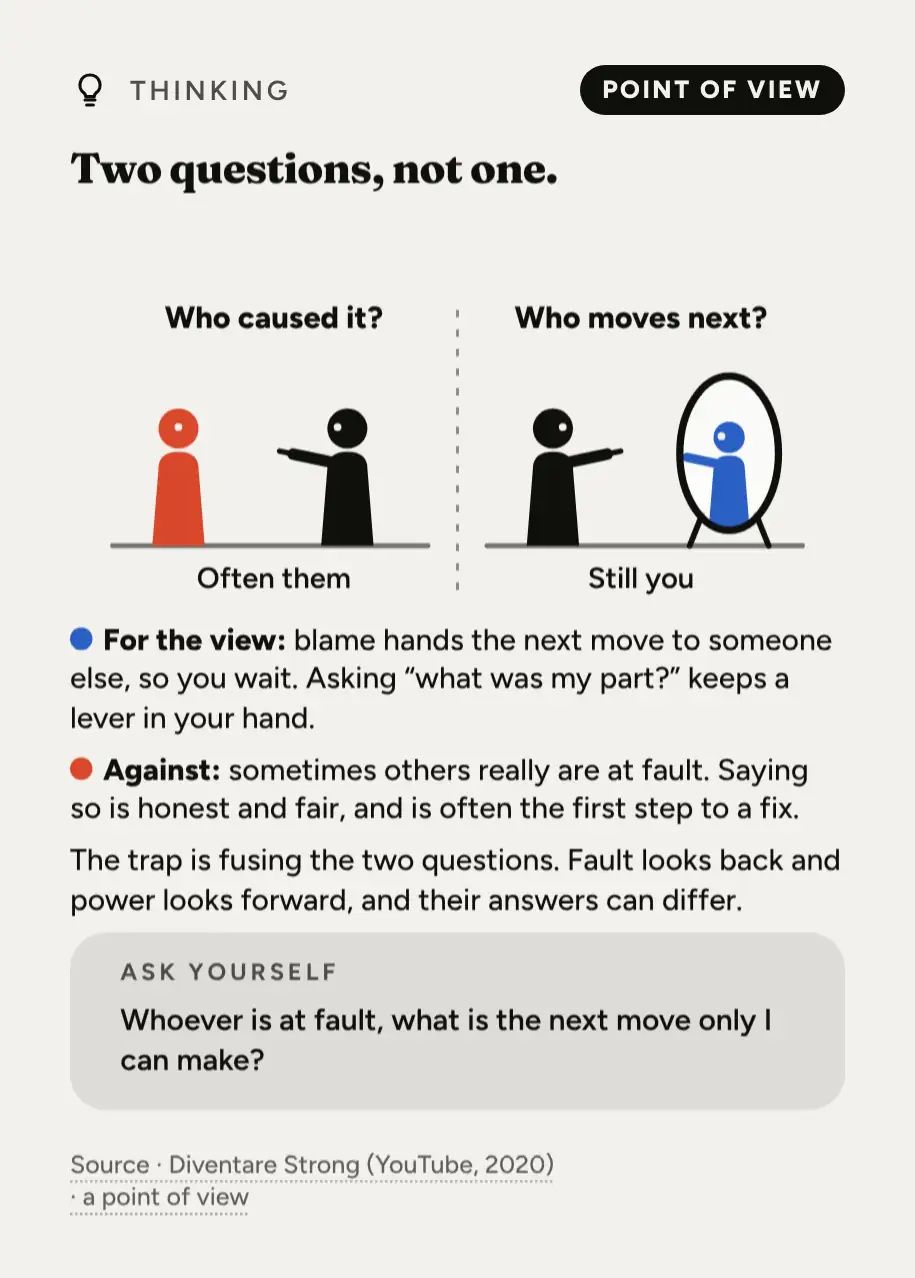 THINKING
POINT OF VIEW
Two questions, not one.
Who caused it?
Often them
Who moves next?
Still you
For the view: blame hands the next move to someone
else, so you wait. Asking “what was my part?” keeps a
lever in your hand.
Against: sometimes others really are at fault. Saying
so is honest and fair, and is often the first step to a fix.
The trap is fusing the two questions. Fault looks back and
power looks forward, and their answers can differ.
ASK YOURSELF
Whoever is at fault, what is the next move only I
can make?
Source · Diventare Strong (YouTube, 2020)
· a point of view